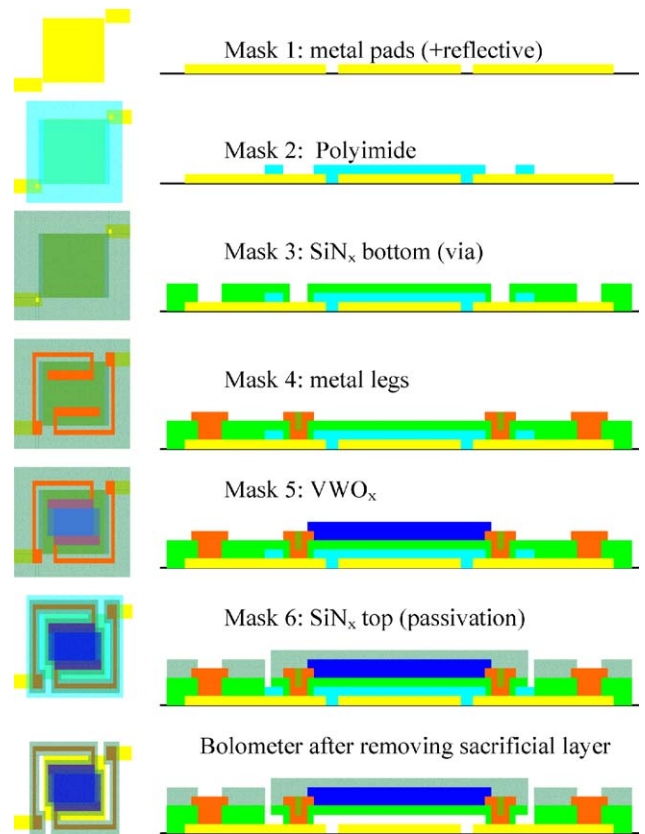 Mask 1: metal pads (+reflective)
Mask 2: Polyimide
Mask 3: SiNₓ bottom (via)
Mask 4: metal legs
Mask 5: VWOₓ
Mask 6: SiNₓ top (passivation)
Bolometer after removing sacrificial layer